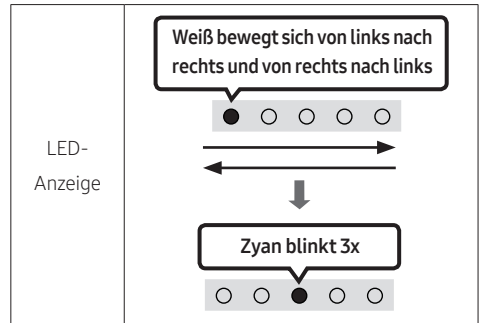 LED-
Anzeige
Weiß bewegt sich von links nach
rechts und von rechts nach links
Zyan blinkt 3x